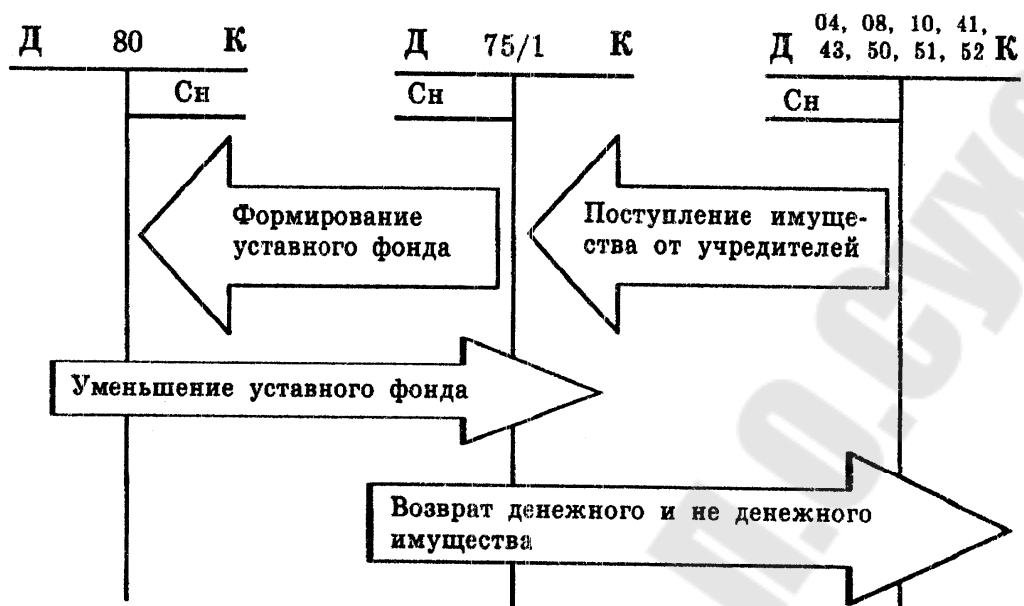 Д 80 К
Д 75/1 К
Д 04, 08, 10, 41,
43, 50, 51, 52 К
Сн
Сн
Сн
Формирование
уставного фонда
Поступление имуще-
ства от учредителей
Уменьшение уставного фонда
Возврат денежного и не денежного
имущества